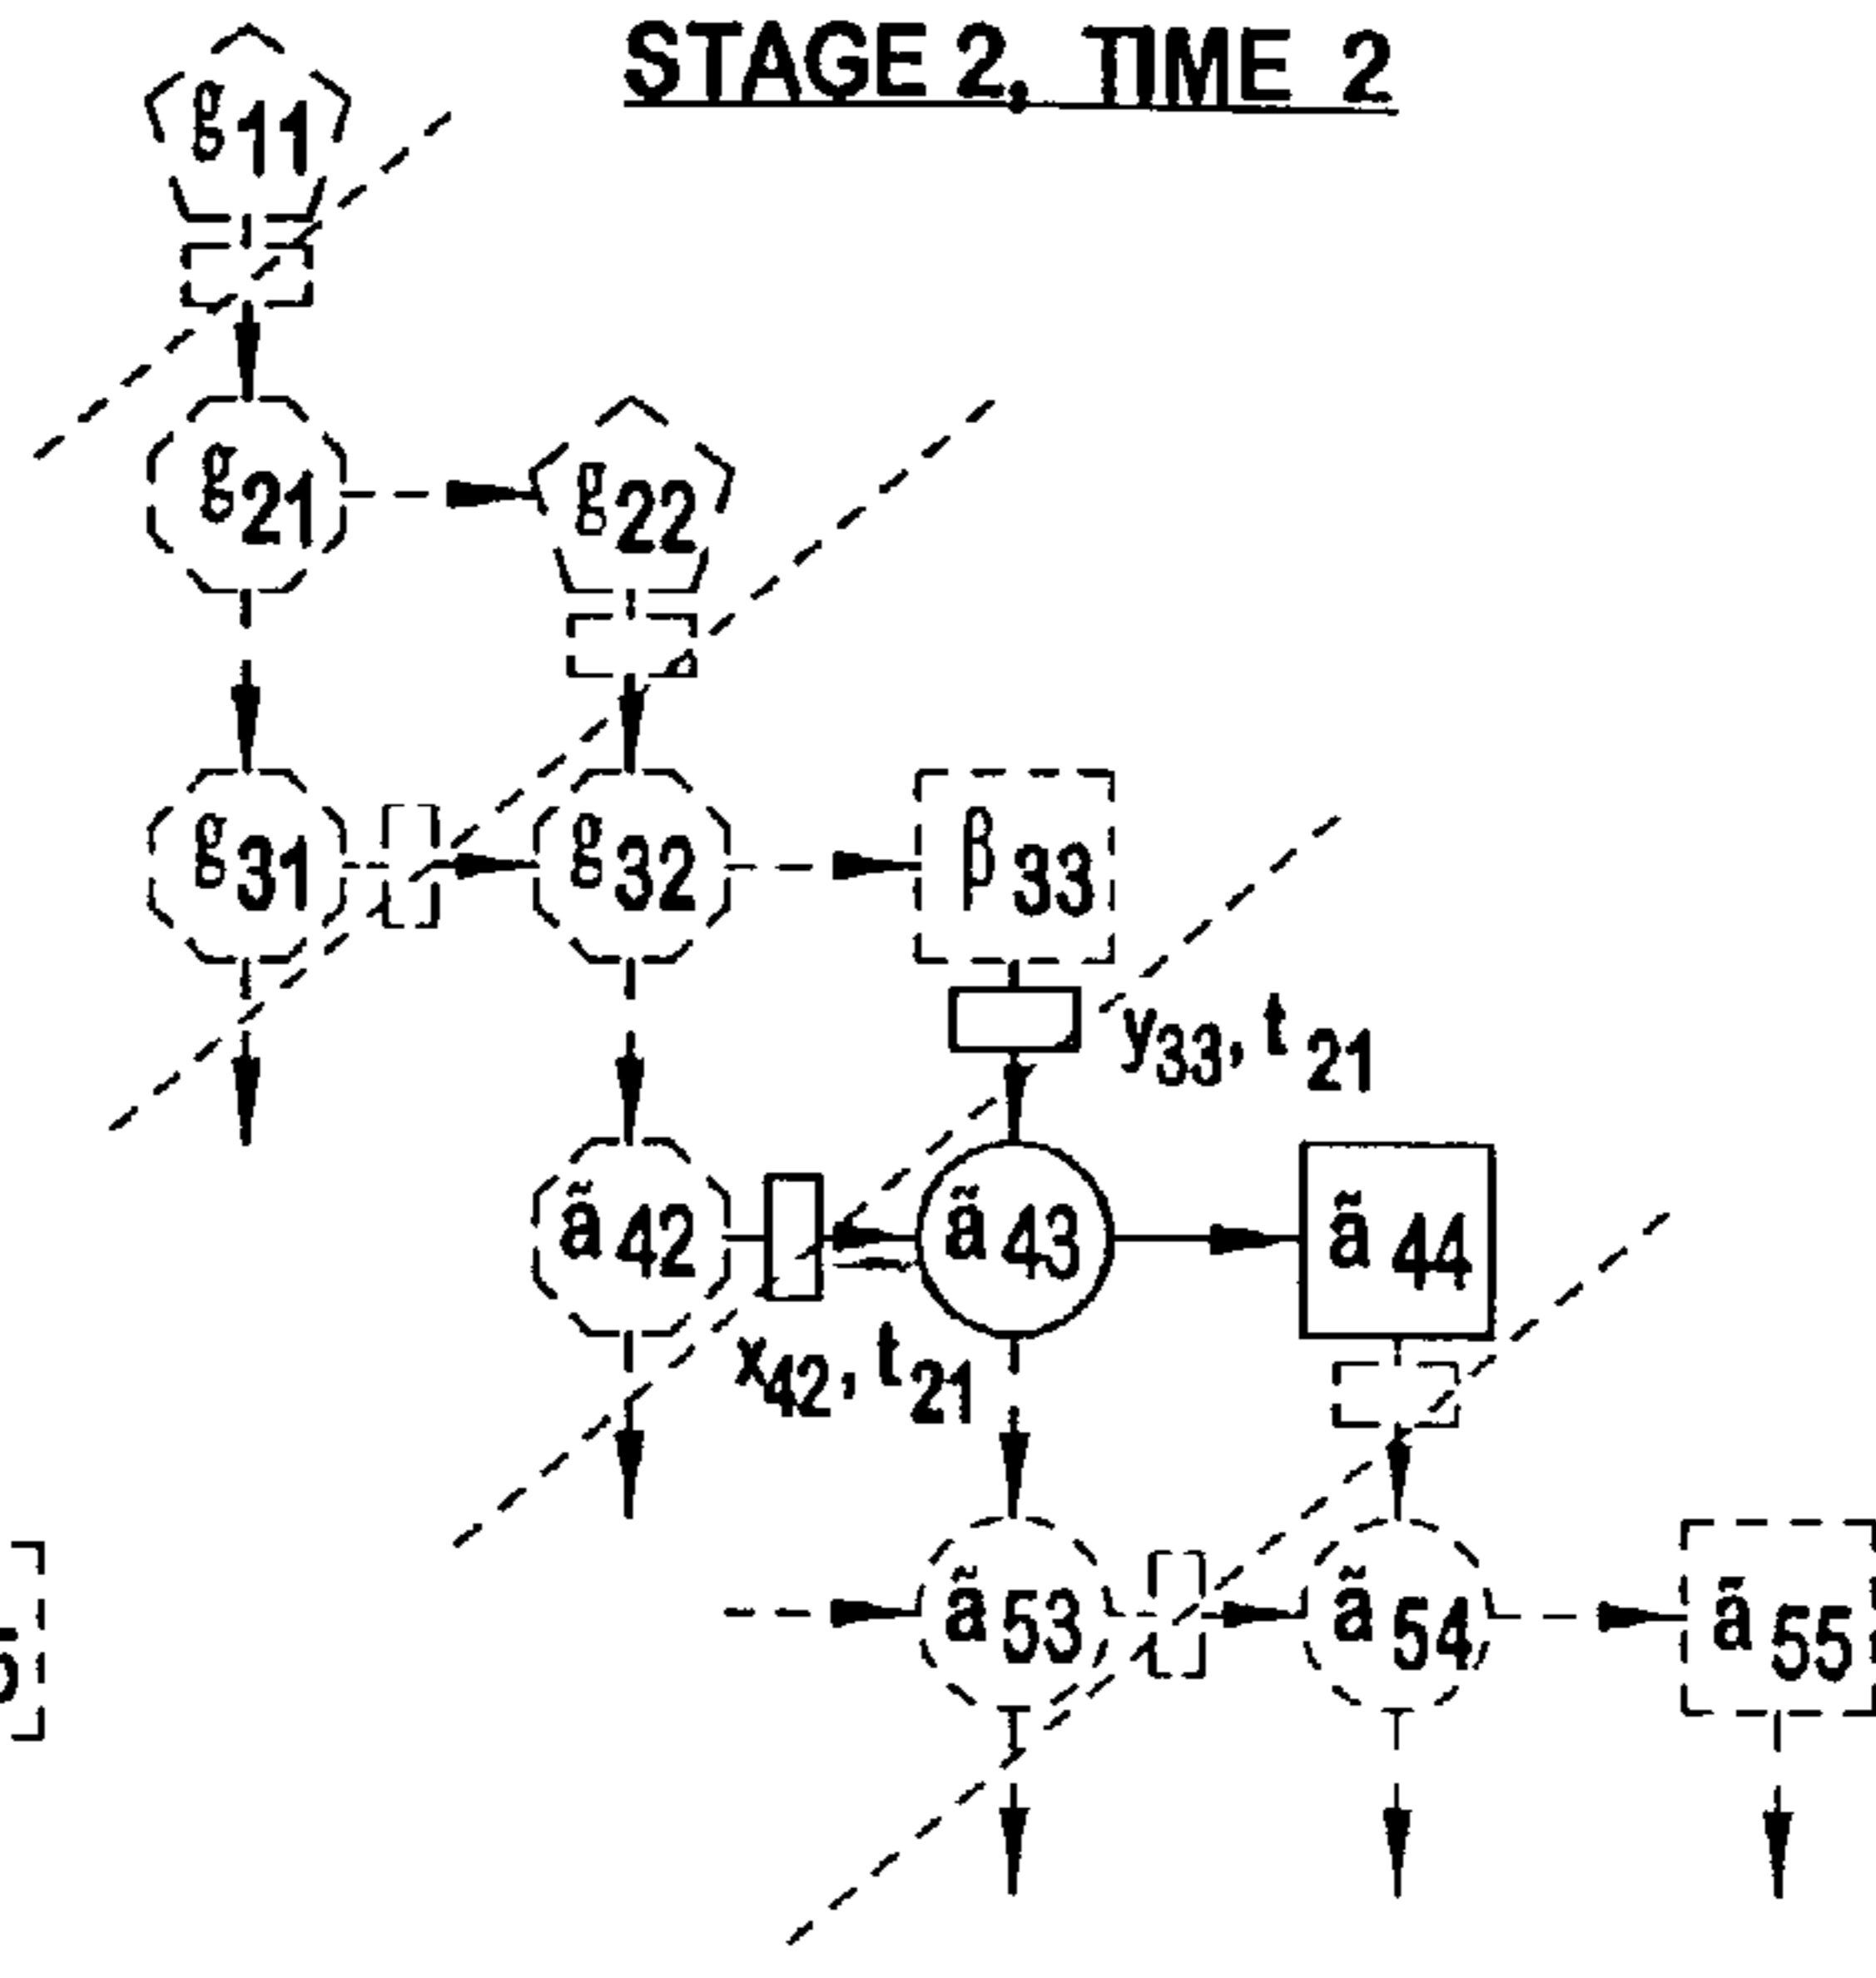 STAGE 2, TIME 2
g11
g21
g22
g31
g32
β33
y33, t21
ã42
ã43
ã44
x42, t21
ã53
ã54
ã55
5